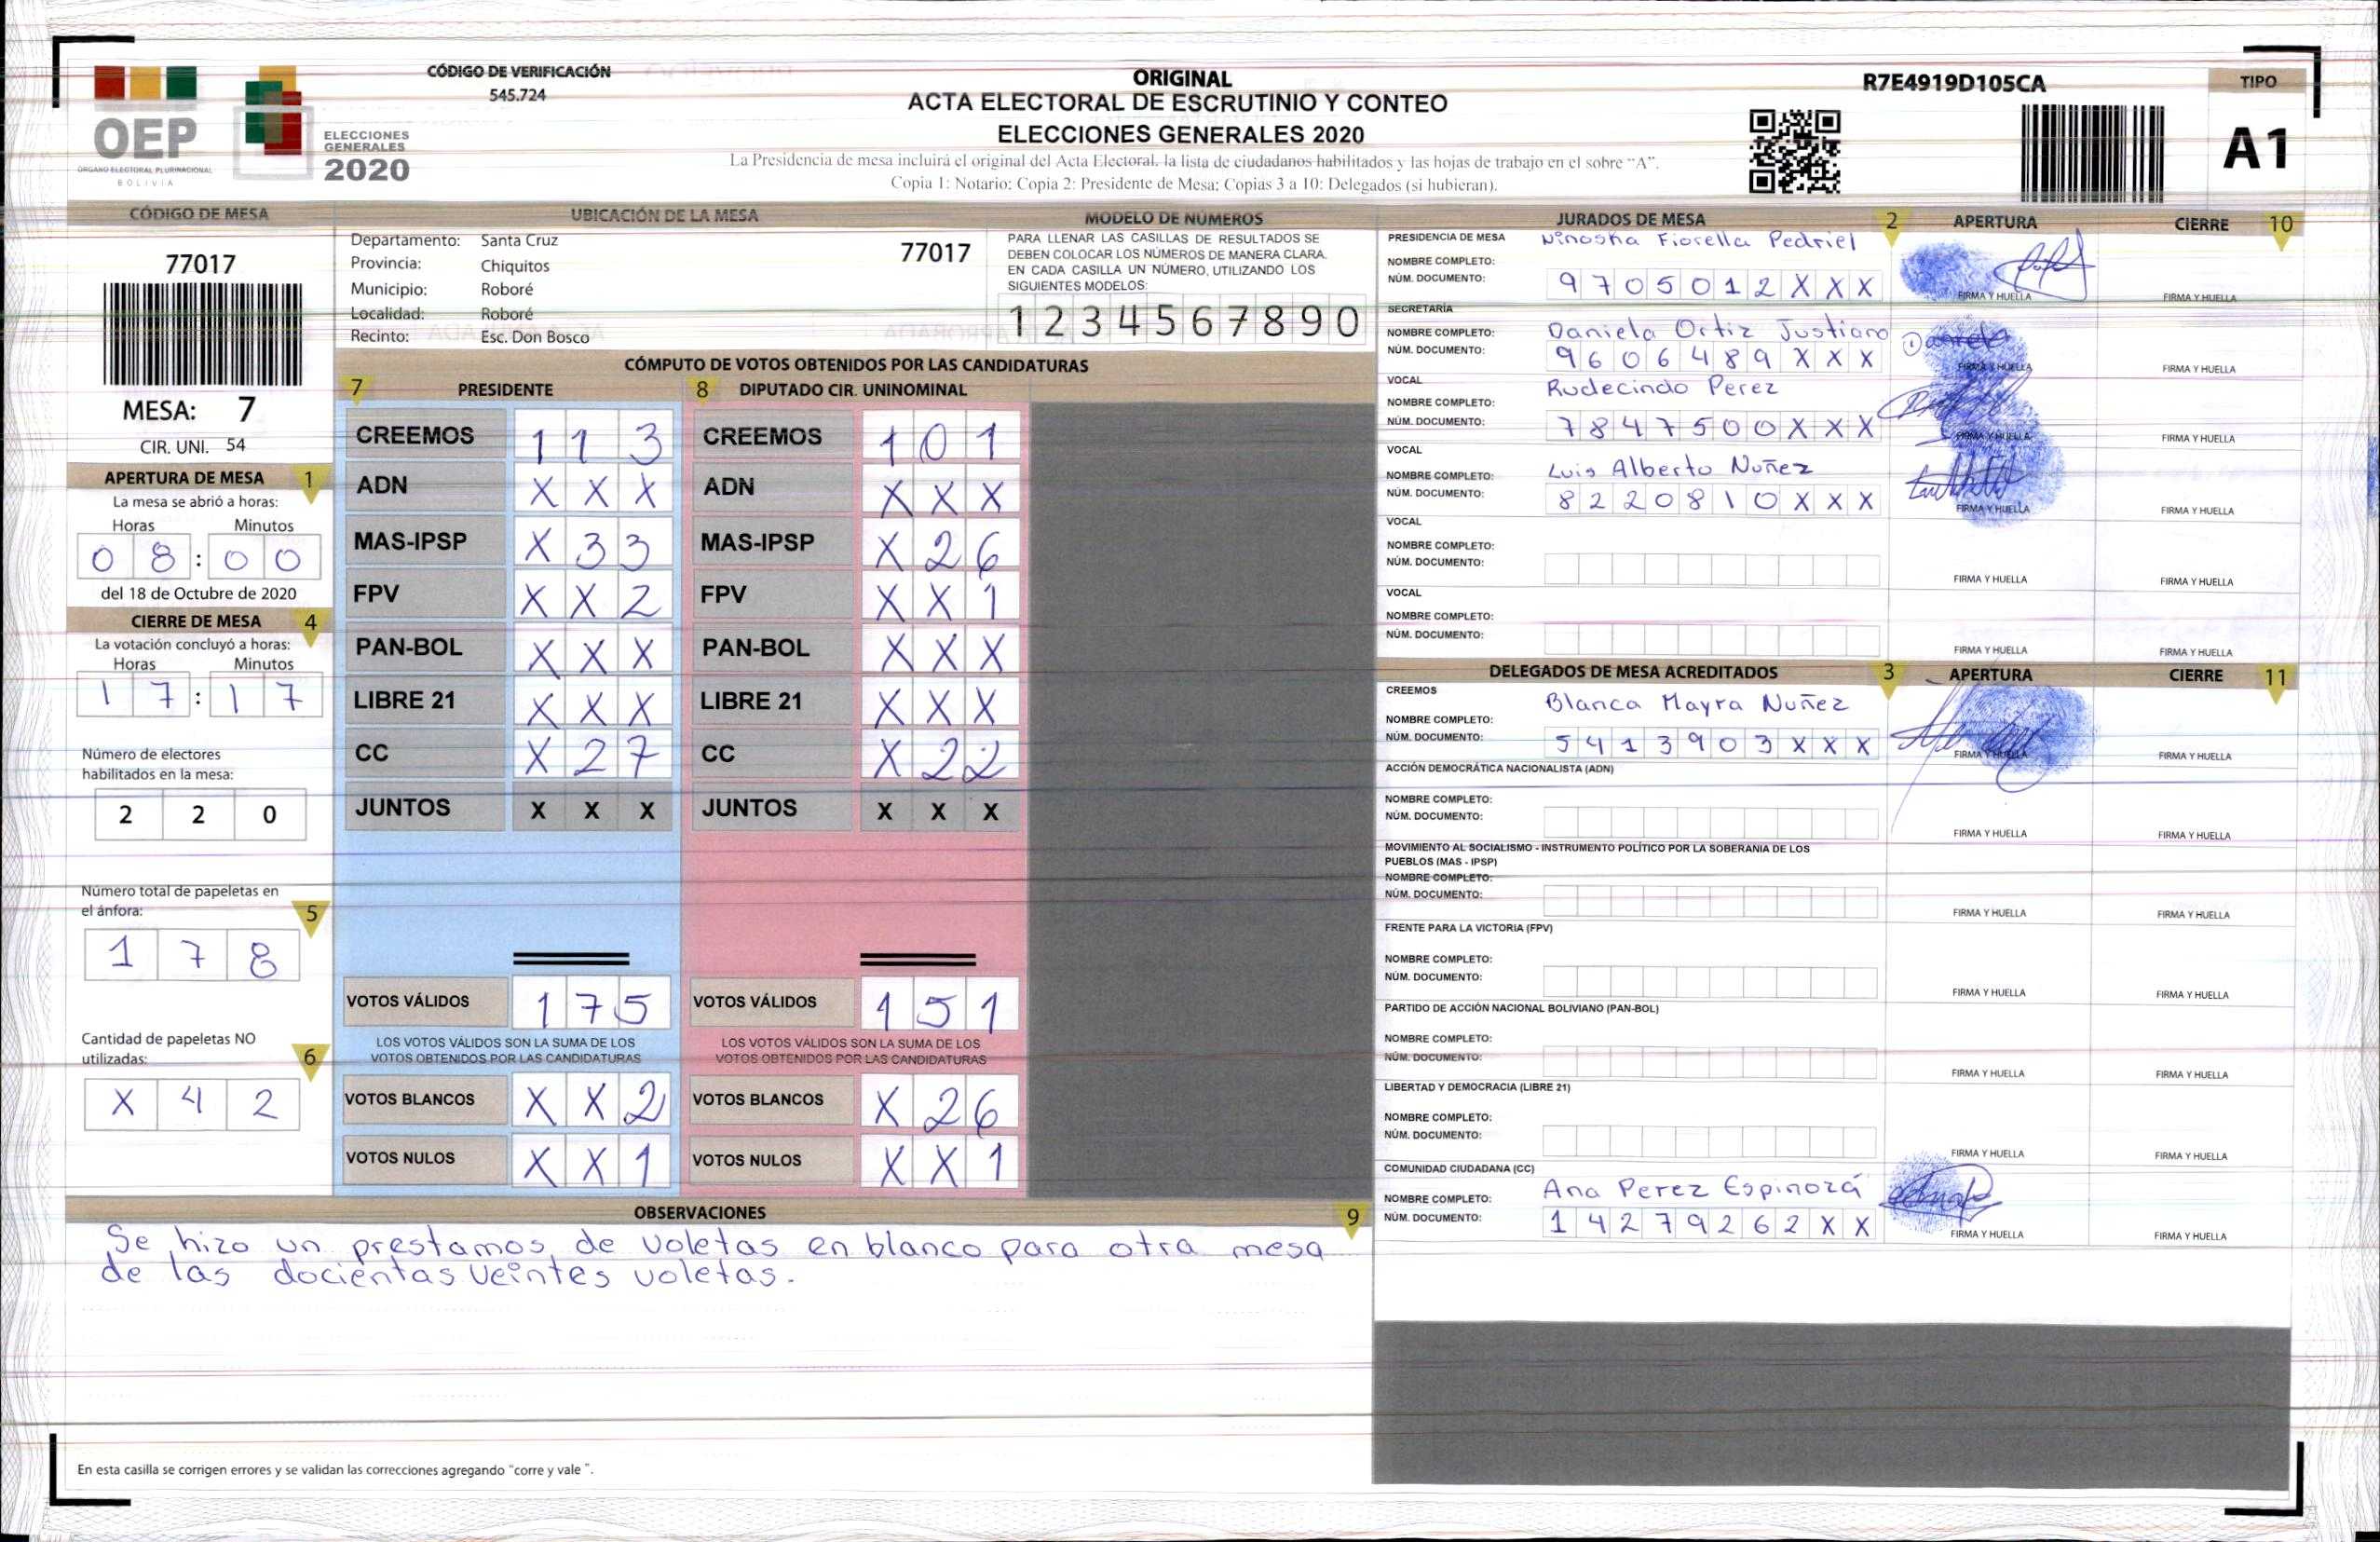 OEP
ÓRGANO ELECTORAL PLURINACIONAL
BOLIVIA
ELECCIONES
GENERALES
2020
CÓDIGO DE VERIFICACIÓN
545.724
ORIGINAL
ACTA ELECTORAL DE ESCRUTINIO Y CONTEO
ELECCIONES GENERALES 2020
La Presidencia de mesa incluirá el original del Acta Electoral, la lista de ciudadanos habilitados y las hojas de trabajo en el sobre "A".
Copia 1: Notario; Copia 2: Presidente de Mesa; Copias 3 a 10: Delegados (si hubieran).
R7E4919D105CA
TIPO
A1
CÓDIGO DE MESA
77017
MESA: 7
CIR. UNI. 54
APERTURA DE MESA 1
La mesa se abrió a horas:
Horas Minutos
0 8 : 0 0
del 18 de Octubre de 2020
CIERRE DE MESA 4
La votación concluyó a horas:
Horas Minutos
1 7 : 1 7
Número de electores
habilitados en la mesa:
2 2 0
Número total de papeletas en
el ánfora: 5
1 7 8
Cantidad de papeletas NO
utilizadas: 6
X 4 2
UBICACIÓN DE LA MESA
Departamento: Santa Cruz 77017
Provincia: Chiquitos
Municipio: Roboré
Localidad: Roboré
Recinto: Esc. Don Bosco
MODELO DE NÚMEROS
PARA LLENAR LAS CASILLAS DE RESULTADOS SE
DEBEN COLOCAR LOS NÚMEROS DE MANERA CLARA.
EN CADA CASILLA UN NÚMERO, UTILIZANDO LOS
SIGUIENTES MODELOS:
1 2 3 4 5 6 7 8 9 0
CÓMPUTO DE VOTOS OBTENIDOS POR LAS CANDIDATURAS
7 PRESIDENTE 8 DIPUTADO CIR. UNINOMINAL
CREEMOS 1 1 3 CREEMOS 1 0 1
ADN X X X ADN X X X
MAS-IPSP X 3 3 MAS-IPSP X 2 6
FPV X X 2 FPV X X 1
PAN-BOL X X X PAN-BOL X X X
LIBRE 21 X X X LIBRE 21 X X X
CC X 2 7 CC X 2 2
JUNTOS X X X JUNTOS X X X
VOTOS VÁLIDOS 1 7 5 VOTOS VÁLIDOS 1 5 1
LOS VOTOS VÁLIDOS SON LA SUMA DE LOS LOS VOTOS VÁLIDOS SON LA SUMA DE LOS
VOTOS OBTENIDOS POR LAS CANDIDATURAS VOTOS OBTENIDOS POR LAS CANDIDATURAS
VOTOS BLANCOS X X 2 VOTOS BLANCOS X 2 6
VOTOS NULOS X X 1 VOTOS NULOS X X 1
OBSERVACIONES 9
Se hizo un prestamos de voletas en blanco para otra mesa
de las docientas veintes voletas.
En esta casilla se corrigen errores y se validan las correcciones agregando "corre y vale".
JURADOS DE MESA 2 APERTURA CIERRE 10
PRESIDENCIA DE MESA Ninoska Fiorella Pedriel
NOMBRE COMPLETO:
NÚM. DOCUMENTO: 9 7 0 5 0 1 2 X X X FIRMA Y HUELLA FIRMA Y HUELLA
SECRETARÍA
NOMBRE COMPLETO: Daniela Ortiz Justiano
NÚM. DOCUMENTO: 9 6 0 6 4 8 9 X X X FIRMA Y HUELLA FIRMA Y HUELLA
VOCAL Rudecindo Perez
NOMBRE COMPLETO:
NÚM. DOCUMENTO: 7 8 4 7 5 0 0 X X X FIRMA Y HUELLA FIRMA Y HUELLA
VOCAL
NOMBRE COMPLETO: Luis Alberto Nuñez
NÚM. DOCUMENTO: 8 2 2 0 8 1 0 X X X FIRMA Y HUELLA FIRMA Y HUELLA
VOCAL
NOMBRE COMPLETO:
NÚM. DOCUMENTO: FIRMA Y HUELLA FIRMA Y HUELLA
VOCAL
NOMBRE COMPLETO:
NÚM. DOCUMENTO: FIRMA Y HUELLA FIRMA Y HUELLA
DELEGADOS DE MESA ACREDITADOS 3 APERTURA CIERRE 11
CREEMOS Blanca Mayra Nuñez
NOMBRE COMPLETO:
NÚM. DOCUMENTO: 5 4 1 3 9 0 3 X X X FIRMA Y HUELLA FIRMA Y HUELLA
ACCIÓN DEMOCRÁTICA NACIONALISTA (ADN)
NOMBRE COMPLETO:
NÚM. DOCUMENTO: FIRMA Y HUELLA FIRMA Y HUELLA
MOVIMIENTO AL SOCIALISMO - INSTRUMENTO POLÍTICO POR LA SOBERANIA DE LOS
PUEBLOS (MAS - IPSP)
NOMBRE COMPLETO:
NÚM. DOCUMENTO: FIRMA Y HUELLA FIRMA Y HUELLA
FRENTE PARA LA VICTORIA (FPV)
NOMBRE COMPLETO:
NÚM. DOCUMENTO: FIRMA Y HUELLA FIRMA Y HUELLA
PARTIDO DE ACCIÓN NACIONAL BOLIVIANO (PAN-BOL)
NOMBRE COMPLETO:
NÚM. DOCUMENTO: FIRMA Y HUELLA FIRMA Y HUELLA
LIBERTAD Y DEMOCRACIA (LIBRE 21)
NOMBRE COMPLETO:
NÚM. DOCUMENTO: FIRMA Y HUELLA FIRMA Y HUELLA
COMUNIDAD CIUDADANA (CC)
NOMBRE COMPLETO: Ana Perez Espinozá
NÚM. DOCUMENTO: 1 4 2 7 9 2 6 2 X X FIRMA Y HUELLA FIRMA Y HUELLA